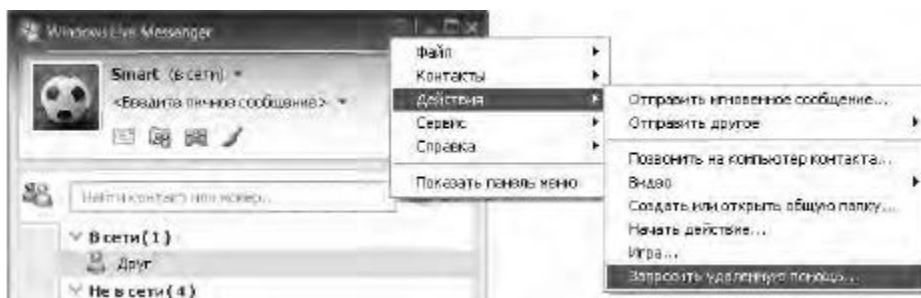 Windows Live Messenger
Smart (в сети)
<Введите личное сообщение>
Найти контакт или номер...
В сети (1)
Друг
Не в сети (4)
Файл
Контакты
Действия
Сервис
Справка
Показать панель меню
Отправить мгновенное сообщение...
Отправить другое
Позвонить на компьютер контакта...
Видео
Создать или открыть общую папку...
Начать действие...
Игра...
Запросить удаленную помощь...